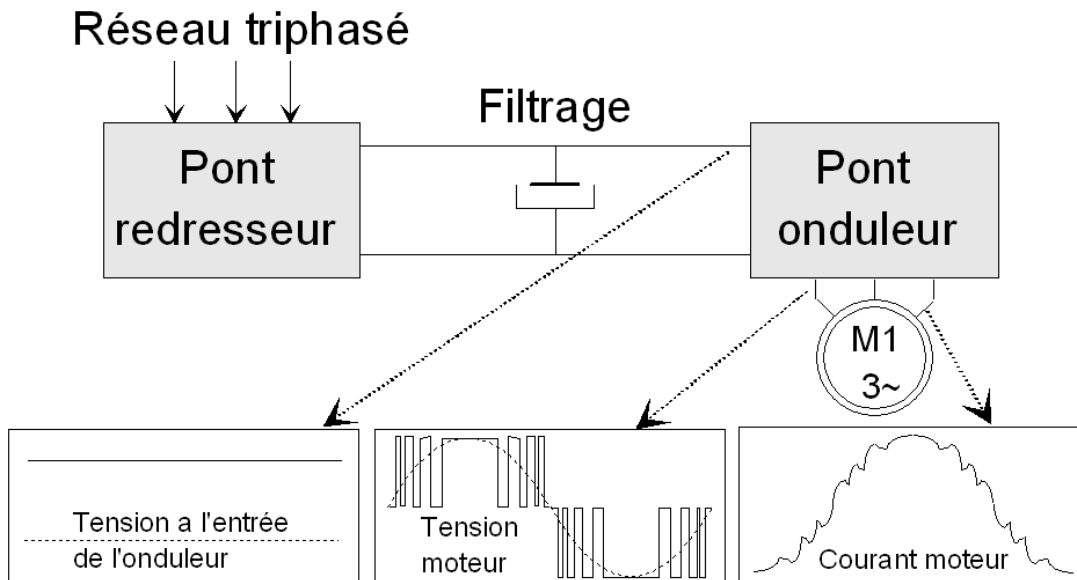 Réseau triphasé
Filtrage
Pont
redresseur
Pont
onduleur
M1
3~
Tension a l'entrée
de l'onduleur
Tension
moteur
Courant moteur